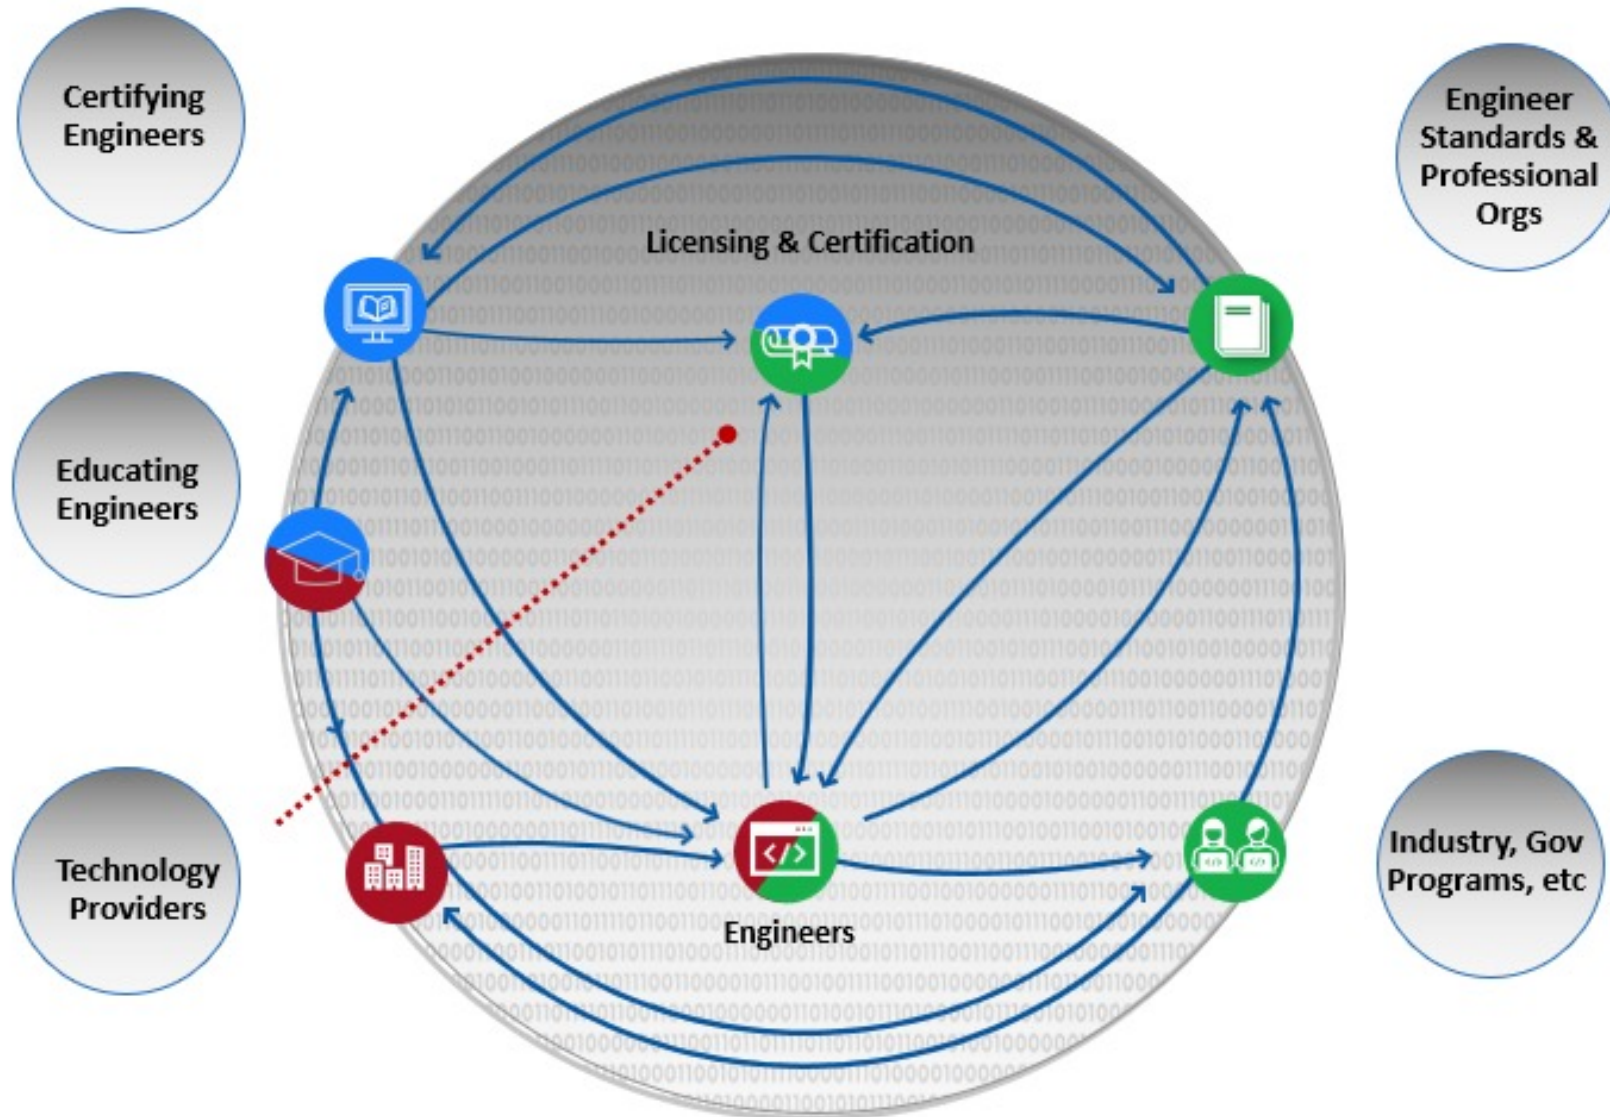 Certifying
Engineers
Engineer
Standards &
Professional
Orgs
Licensing & Certification
Educating
Engineers
Technology
Providers
Engineers
Industry, Gov
Programs, etc